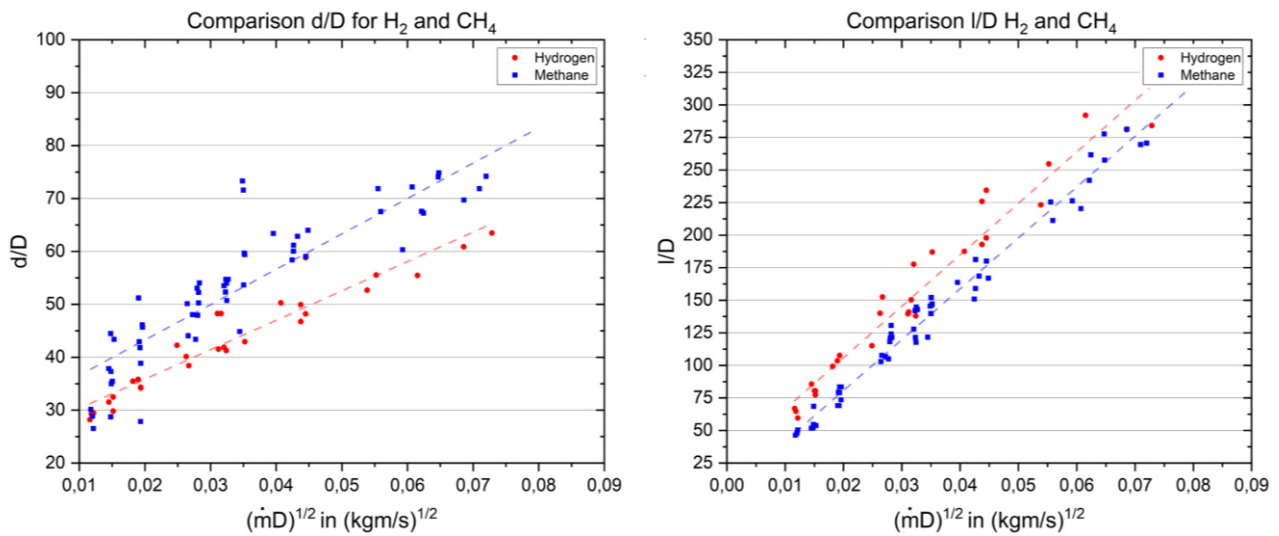 Comparison d/D for H₂ and CH₄
100
90
80
70
60
50
40
30
20
d/D
Hydrogen
Methane
0,01 0,02 0,03 0,04 0,05 0,06 0,07 0,08 0,09
(ṁD)^1/2 in (kgm/s)^1/2
Comparison l/D H₂ and CH₄
350
325
300
275
250
225
200
175
150
125
100
75
50
25
l/D
Hydrogen
Methane
0,00 0,01 0,02 0,03 0,04 0,05 0,06 0,07 0,08 0,09
(ṁD)^1/2 in (kgm/s)^1/2